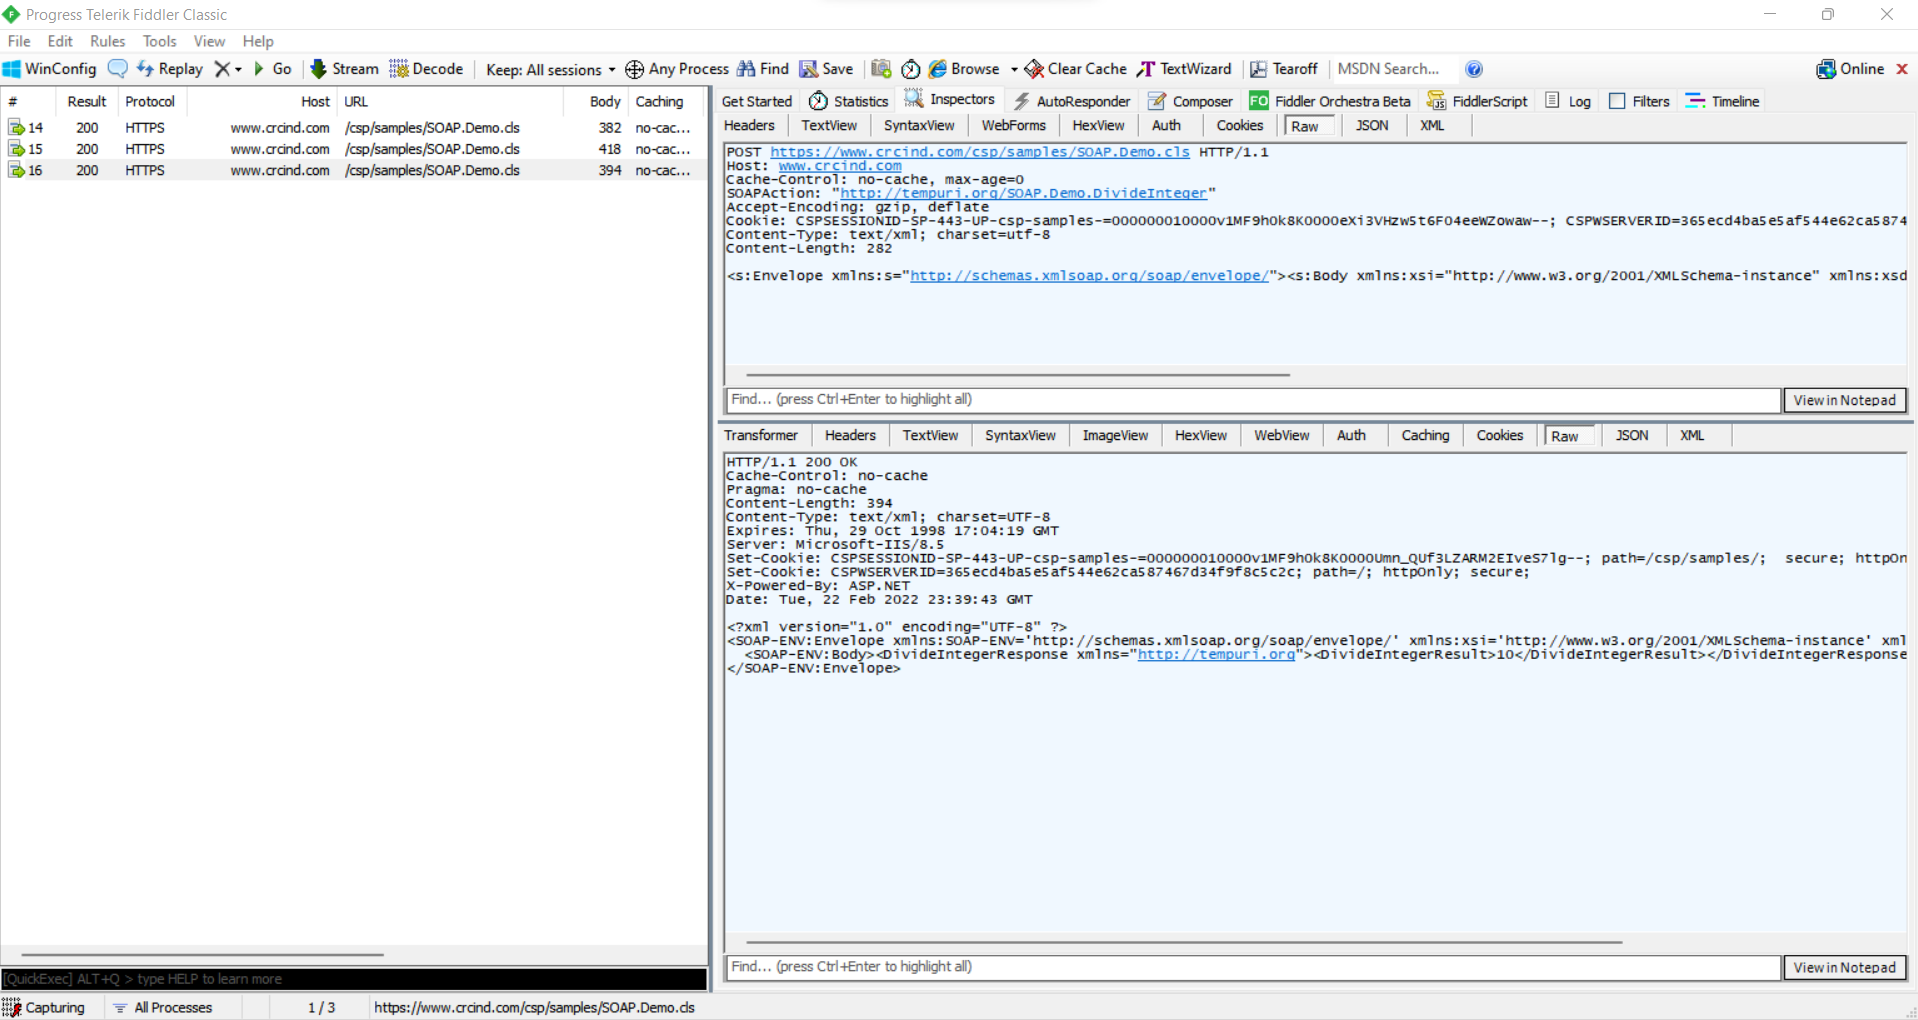 Progress Telerik Fiddler Classic
File Edit Rules Tools View Help
WinConfig Replay Go Stream Decode Keep: All sessions Any Process Find Save Browse Clear Cache TextWizard Tearoff MSDN Search... Online
# Result Protocol Host URL Body Caching
14 200 HTTPS www.crcind.com /csp/samples/SOAP.Demo.cls 382 no-cac...
15 200 HTTPS www.crcind.com /csp/samples/SOAP.Demo.cls 418 no-cac...
16 200 HTTPS www.crcind.com /csp/samples/SOAP.Demo.cls 394 no-cac...
Get Started Statistics Inspectors AutoResponder Composer FO Fiddler Orchestra Beta FiddlerScript Log Filters Timeline
Headers TextView SyntaxView WebForms HexView Auth Cookies Raw JSON XML
POST https://www.crcind.com/csp/samples/SOAP.Demo.cls HTTP/1.1
Host: www.crcind.com
Cache-Control: no-cache, max-age=0
SOAPAction: "http://tempuri.org/SOAP.Demo.DivideInteger"
Accept-Encoding: gzip, deflate
Cookie: CSPSESSIONID-SP-443-UP-csp-samples-=000000010000v1MF9hOk8K0000eXi3VHzw5t6F04eeWZowaw--; CSPWSERVERID=365ecd4ba5e5af544e62ca5874
Content-Type: text/xml; charset=utf-8
Content-Length: 282
<s:Envelope xmlns:s="http://schemas.xmlsoap.org/soap/envelope/"><s:Body xmlns:xsi="http://www.w3.org/2001/XMLSchema-instance" xmlns:xsd
Find... (press Ctrl+Enter to highlight all) View in Notepad
Transformer Headers TextView SyntaxView ImageView HexView WebView Auth Caching Cookies Raw JSON XML
HTTP/1.1 200 OK
Cache-Control: no-cache
Pragma: no-cache
Content-Length: 394
Content-Type: text/xml; charset=UTF-8
Expires: Thu, 29 Oct 1998 17:04:19 GMT
Server: Microsoft-IIS/8.5
Set-Cookie: CSPSESSIONID-SP-443-UP-csp-samples-=000000010000v1MF9hOk8K0000Umn_QUf3LZARM2EIveS7lg--; path=/csp/samples/;  secure; httpOn
Set-Cookie: CSPWSERVERID=365ecd4ba5e5af544e62ca587467d34f9f8c5c2c; path=/; httpOnly; secure;
X-Powered-By: ASP.NET
Date: Tue, 22 Feb 2022 23:39:43 GMT
<?xml version="1.0" encoding="UTF-8" ?>
<SOAP-ENV:Envelope xmlns:SOAP-ENV='http://schemas.xmlsoap.org/soap/envelope/' xmlns:xsi='http://www.w3.org/2001/XMLSchema-instance' xml
<SOAP-ENV:Body><DivideIntegerResponse xmlns="http://tempuri.org"><DivideIntegerResult>10</DivideIntegerResult></DivideIntegerResponse
</SOAP-ENV:Envelope>
Find... (press Ctrl+Enter to highlight all) View in Notepad
[QuickExec] ALT+Q > type HELP to learn more
Capturing All Processes 1 / 3 https://www.crcind.com/csp/samples/SOAP.Demo.cls